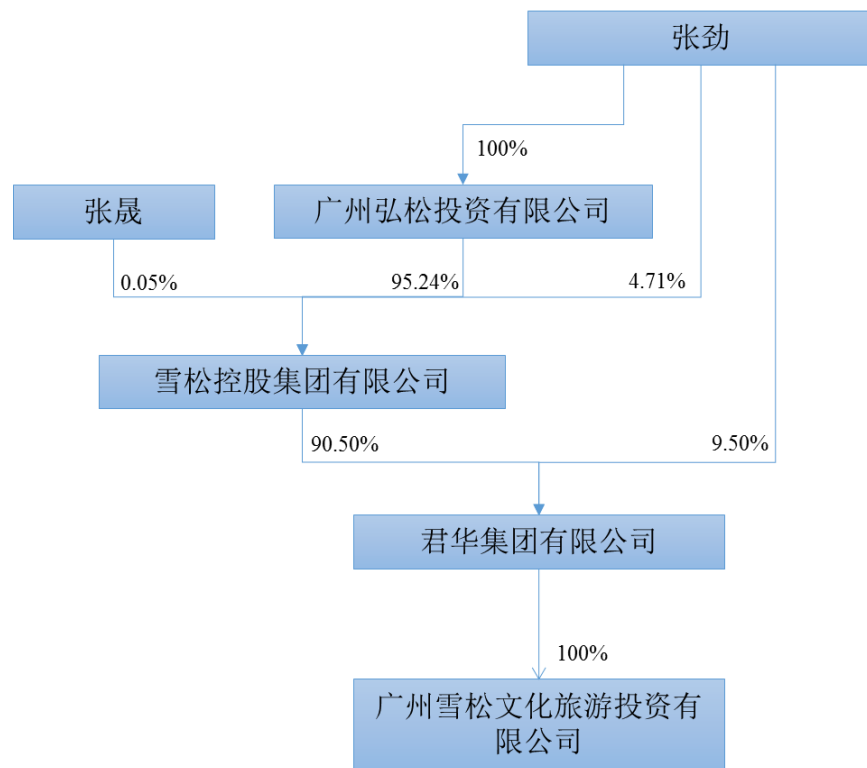 张劲
100%
张晟
广州弘松投资有限公司
0.05%
95.24%
4.71%
雪松控股集团有限公司
90.50%
9.50%
君华集团有限公司
100%
广州雪松文化旅游投资有
限公司